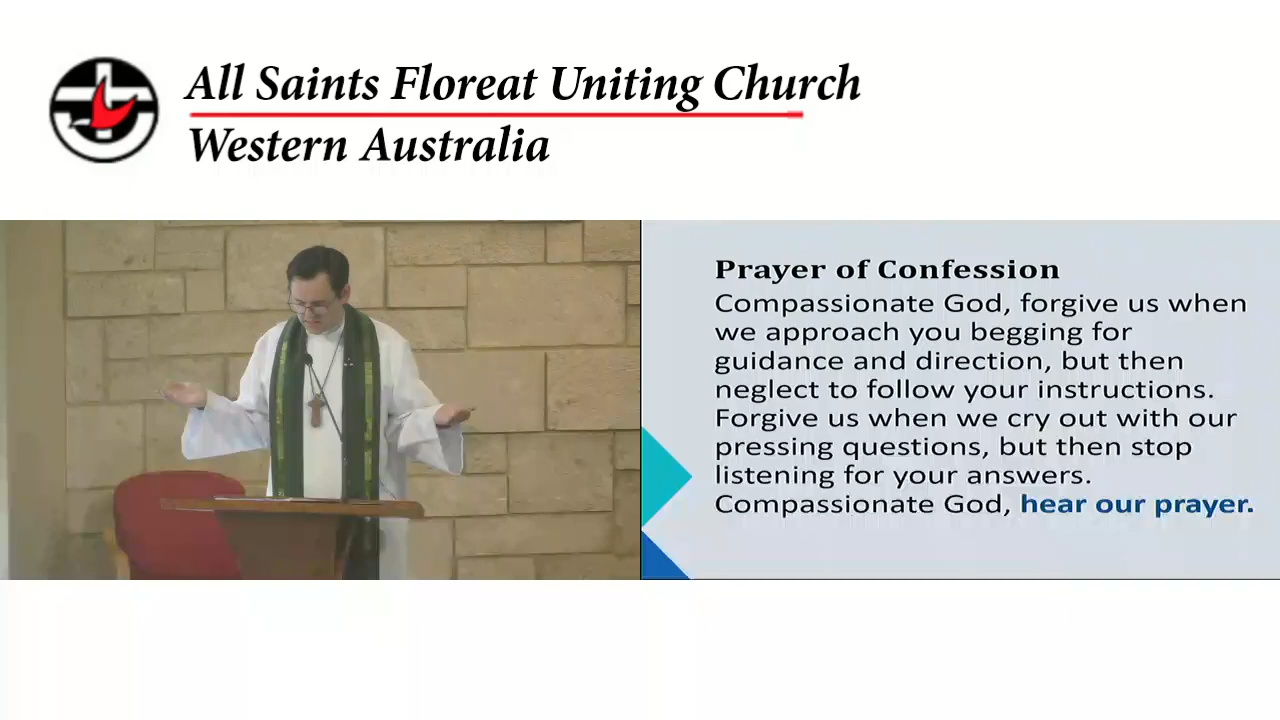 All Saints Floreat Uniting Church
Western Australia
Prayer of Confession
Compassionate God, forgive us when
we approach you begging for
guidance and direction, but then
neglect to follow your instructions.
Forgive us when we cry out with our
pressing questions, but then stop
listening for your answers.
Compassionate God, hear our prayer.